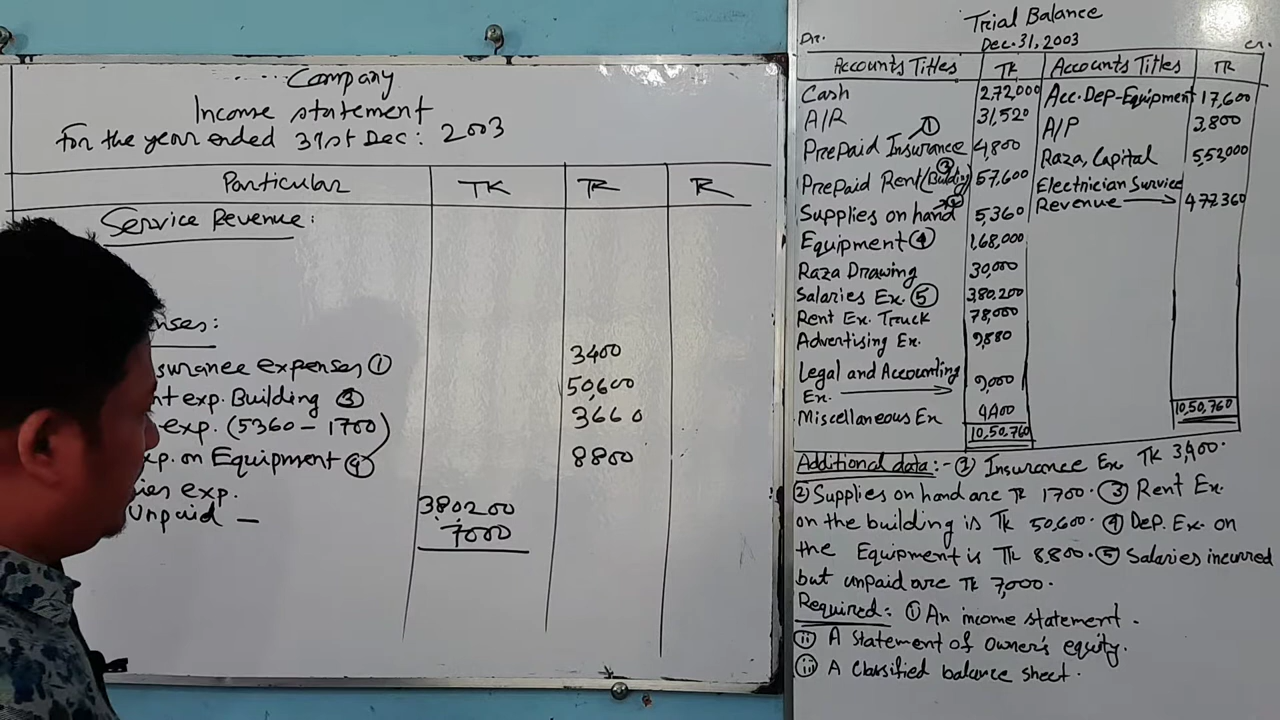 .... Company
Income statement
For the year ended 31st Dec: 2003
Particular TK TK
Service Revenue:
nses:
surance expenses ① 3400
nt exp. Building ③ 50,600
exp. (5360 - 1700) 3660
xp. on Equipment ④ 8800
ies exp. 380200
Unpaid — 7000
Trial Balance
Dec. 31, 2003
Dr. Cr.
Accounts Titles TK Accounts Titles TK
Cash 2,72,000 Acc. Dep-Equipment 17,600
A/R 31,520 A/P 3,800
Prepaid Insurance ① 4,800 Raza, Capital 5,52,000
Prepaid Rent (Building) ③ 57,600 Electrician Survice
Supplies on hand 5,360 Revenue → 477360
Equipment ④ 1,68,000
Raza Drawing 30,000
Salaries Ex. ⑤ 3,80,200
Rent Ex. Truck 78,000
Advertising Ex. 9,880
Legal and Accounting
Ex. → 9,000
Miscellaneous Ex 4,400
10,50,760 10,50,760
Additional data:- ① Insurance Ex TK 3,400.
② Supplies on hand are TK 1700. ③ Rent Ex.
on the building is TK 50,600. ④ Dep. Ex. on
the Equipment is TK 8,800. ⑤ Salaries incurred
but unpaid are TK 7,000.
Required: ① An income statement.
ⅱ A statement of owner's equity.
ⅲ A classified balance sheet.